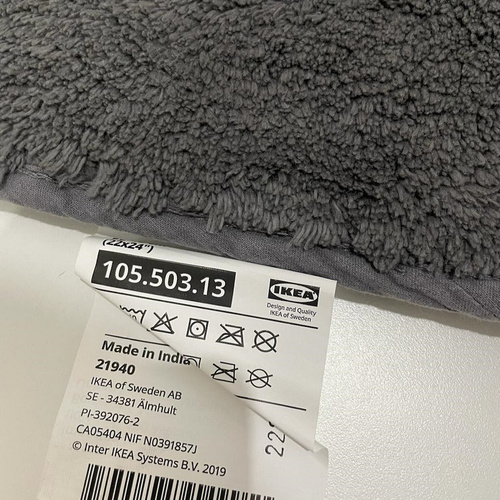 (22x24")
105.503.13
IKEA
Design and Quality
IKEA of Sweden
Made in India
21940
IKEA of Sweden AB
SE - 34381 Älmhult
PI-392076-2
CA05404 NIF N0391857J
© Inter IKEA Systems B.V. 2019
22